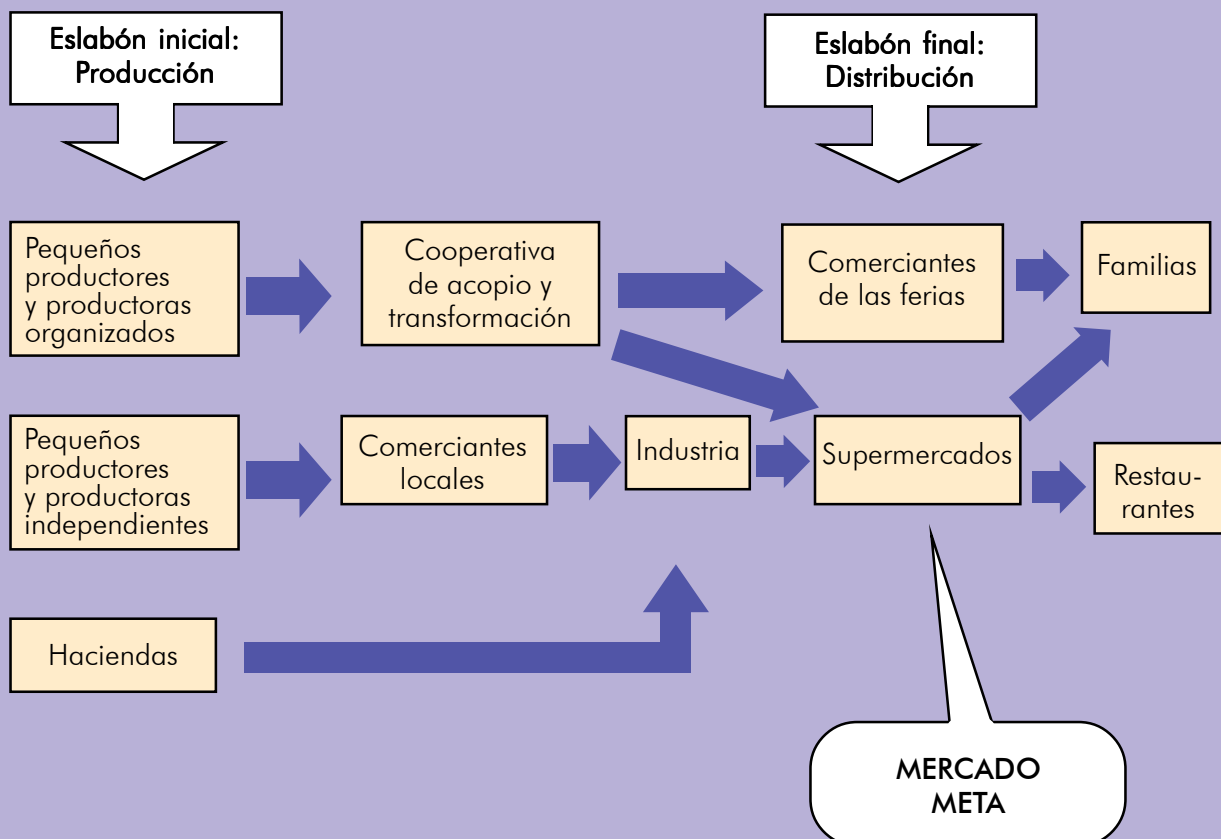 Eslabón inicial:
Producción
Eslabón final:
Distribución
Pequeños
productores
y productoras
organizados
Cooperativa
de acopio y
transformación
Comerciantes
de las ferias
Familias
Pequeños
productores
y productoras
independientes
Comerciantes
locales
Industria
Supermercados
Restau-
rantes
Haciendas
MERCADO
META